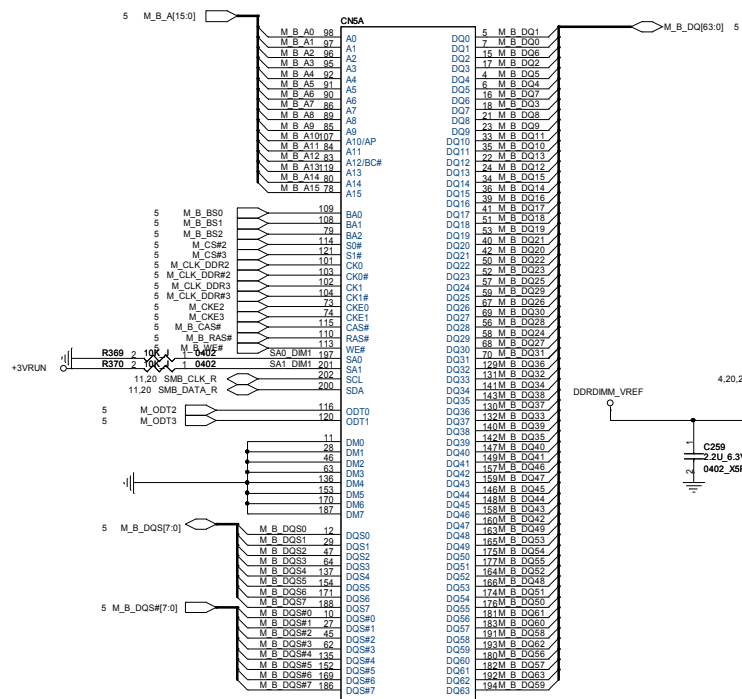 5 M_B_A[15:0]
CN5A
M_B_A0 98 A0
M_B_A1 97 A1
M_B_A2 96 A2
M_B_A3 95 A3
M_B_A4 92 A4
M_B_A5 91 A5
M_B_A6 90 A6
M_B_A7 86 A7
M_B_A8 89 A8
M_B_A9 85 A9
M_B_A10 107 A10/AP
M_B_A11 84 A11
M_B_A12 83 A12/BC#
M_B_A13 119 A13
M_B_A14 80 A14
M_B_A15 78 A15
5 M_B_BS0 109 BA0
5 M_B_BS1 108 BA1
5 M_B_BS2 79 BA2
5 M_CS#2 114 S0#
5 M_CS#3 121 S1#
5 M_CLK_DDR2 101 CK0
5 M_CLK_DDR#2 103 CK0#
5 M_CLK_DDR3 102 CK1
5 M_CLK_DDR#3 104 CK1#
5 M_CKE2 73 CKE0
5 M_CKE3 74 CKE1
5 M_B_CAS# 115 CAS#
5 M_B_RAS# 110 RAS#
5 M_B_WE# 113 WE#
R369 2 10K 1 0402 SA0_DIM1 197 SA0
+3VRUN R370 2 10K 1 0402 SA1_DIM1 201 SA1
11,20 SMB_CLK_R 202 SCL
11,20 SMB_DATA_R 200 SDA
5 M_ODT2 116 ODT0
5 M_ODT3 120 ODT1
11 DM0
28 DM1
46 DM2
63 DM3
136 DM4
153 DM5
170 DM6
187 DM7
5 M_B_DQS[7:0]
M_B_DQS0 12 DQS0
M_B_DQS1 29 DQS1
M_B_DQS2 47 DQS2
M_B_DQS3 64 DQS3
M_B_DQS4 137 DQS4
M_B_DQS5 154 DQS5
M_B_DQS6 171 DQS6
M_B_DQS7 188 DQS7
5 M_B_DQS#[7:0]
M_B_DQS#0 10 DQS#0
M_B_DQS#1 27 DQS#1
M_B_DQS#2 45 DQS#2
M_B_DQS#3 62 DQS#3
M_B_DQS#4 135 DQS#4
M_B_DQS#5 152 DQS#5
M_B_DQS#6 169 DQS#6
M_B_DQS#7 186 DQS#7
DQ0 5 M_B_DQ1
DQ1 7 M_B_DQ0
DQ2 15 M_B_DQ6
DQ3 17 M_B_DQ2
DQ4 4 M_B_DQ5
DQ5 6 M_B_DQ4
DQ6 16 M_B_DQ7
DQ7 18 M_B_DQ3
DQ8 21 M_B_DQ8
DQ9 23 M_B_DQ9
DQ10 33 M_B_DQ11
DQ11 35 M_B_DQ10
DQ12 22 M_B_DQ13
DQ13 24 M_B_DQ12
DQ14 34 M_B_DQ15
DQ15 36 M_B_DQ14
DQ16 39 M_B_DQ16
DQ17 41 M_B_DQ17
DQ18 51 M_B_DQ18
DQ19 53 M_B_DQ19
DQ20 40 M_B_DQ21
DQ21 42 M_B_DQ20
DQ22 50 M_B_DQ22
DQ23 52 M_B_DQ23
DQ24 57 M_B_DQ25
DQ25 59 M_B_DQ29
DQ26 67 M_B_DQ26
DQ27 69 M_B_DQ30
DQ28 56 M_B_DQ28
DQ29 58 M_B_DQ24
DQ30 68 M_B_DQ27
DQ31 70 M_B_DQ31
DQ32 129 M_B_DQ36
DQ33 131 M_B_DQ32
DQ34 141 M_B_DQ34
DQ35 143 M_B_DQ38
DQ36 130 M_B_DQ37
DQ37 132 M_B_DQ33
DQ38 140 M_B_DQ39
DQ39 142 M_B_DQ35
DQ40 147 M_B_DQ40
DQ41 149 M_B_DQ41
DQ42 157 M_B_DQ46
DQ43 159 M_B_DQ47
DQ44 146 M_B_DQ45
DQ45 148 M_B_DQ44
DQ46 158 M_B_DQ43
DQ47 160 M_B_DQ42
DQ48 163 M_B_DQ49
DQ49 165 M_B_DQ53
DQ50 175 M_B_DQ54
DQ51 177 M_B_DQ55
DQ52 164 M_B_DQ52
DQ53 166 M_B_DQ48
DQ54 174 M_B_DQ51
DQ55 176 M_B_DQ50
DQ56 181 M_B_DQ61
DQ57 183 M_B_DQ60
DQ58 191 M_B_DQ58
DQ59 193 M_B_DQ62
DQ60 180 M_B_DQ56
DQ61 182 M_B_DQ57
DQ62 192 M_B_DQ63
DQ63 194 M_B_DQ59
M_B_DQ[63:0] 5
4,20,2
DDRDIMM_VREF
1
C259
2.2U_6.3V
2
0402_X5R